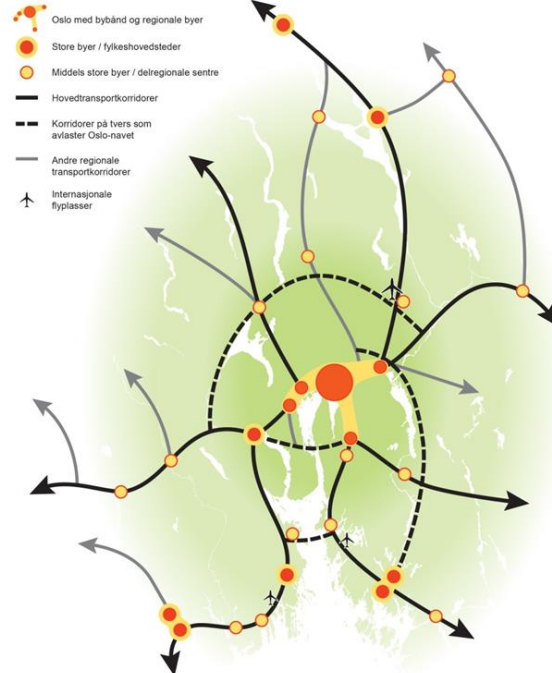 Oslo med bybånd og regionale byer
Store byer / fylkeshovedsteder
Middels store byer / delregionale sentre
Hovedtransportkorridorer
Korridorer på tvers som
avlaster Oslo-navet
Andre regionale
transportkorridorer
Internasjonale
flyplasser